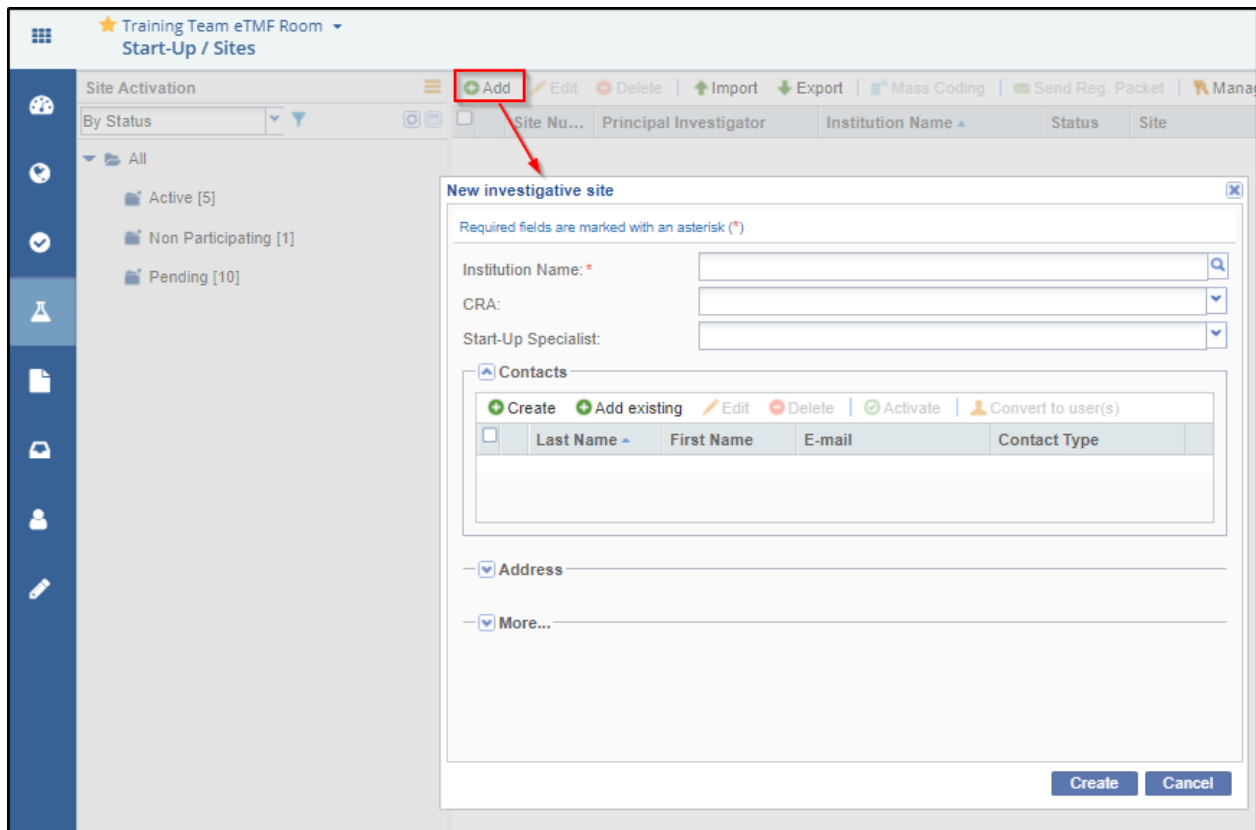 Training Team eTMF Room
Start-Up / Sites
Site Activation
Add Edit Delete Import Export Mass Coding Send Reg. Packet Manag
By Status
Site Nu... Principal Investigator Institution Name Status Site
All
Active [5]
Non Participating [1]
Pending [10]
New investigative site
Required fields are marked with an asterisk (*)
Institution Name: *
CRA:
Start-Up Specialist:
Contacts
Create Add existing Edit Delete Activate Convert to user(s)
Last Name First Name E-mail Contact Type
Address
More...
Create Cancel